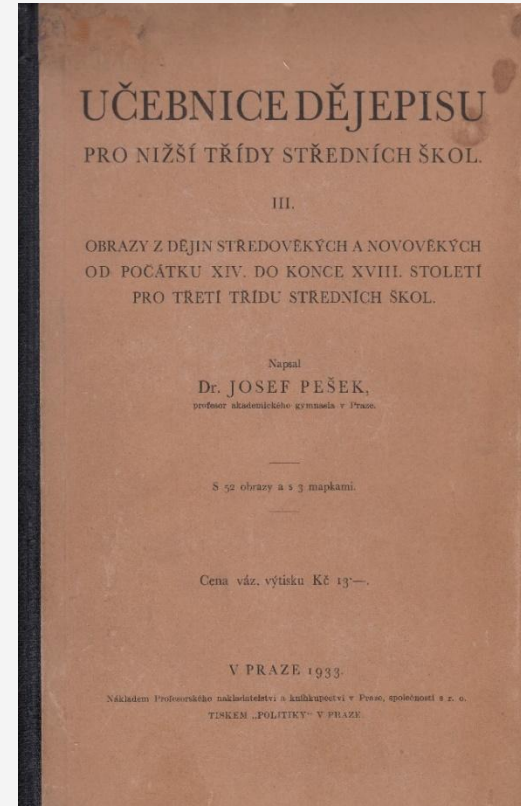 UČEBNICE DĚJEPISU
PRO NIŽŠÍ TŘÍDY STŘEDNÍCH ŠKOL.
III.
OBRAZY Z DĚJIN STŘEDOVĚKÝCH A NOVOVĚKÝCH
OD POČÁTKU XIV. DO KONCE XVIII. STOLETÍ
PRO TŘETÍ TŘÍDU STŘEDNÍCH ŠKOL.
Napsal
Dr. JOSEF PEŠEK,
profesor akademického gymnasia v Praze.
S 52 obrazy a s 3 mapkami.
Cena váz. výtisku Kč 13·—.
V PRAZE 1933.
Nákladem Profesorského nakladatelství a knihkupectví v Praze, společnosti s r. o.
TISKEM „POLITIKY“ V PRAZE.